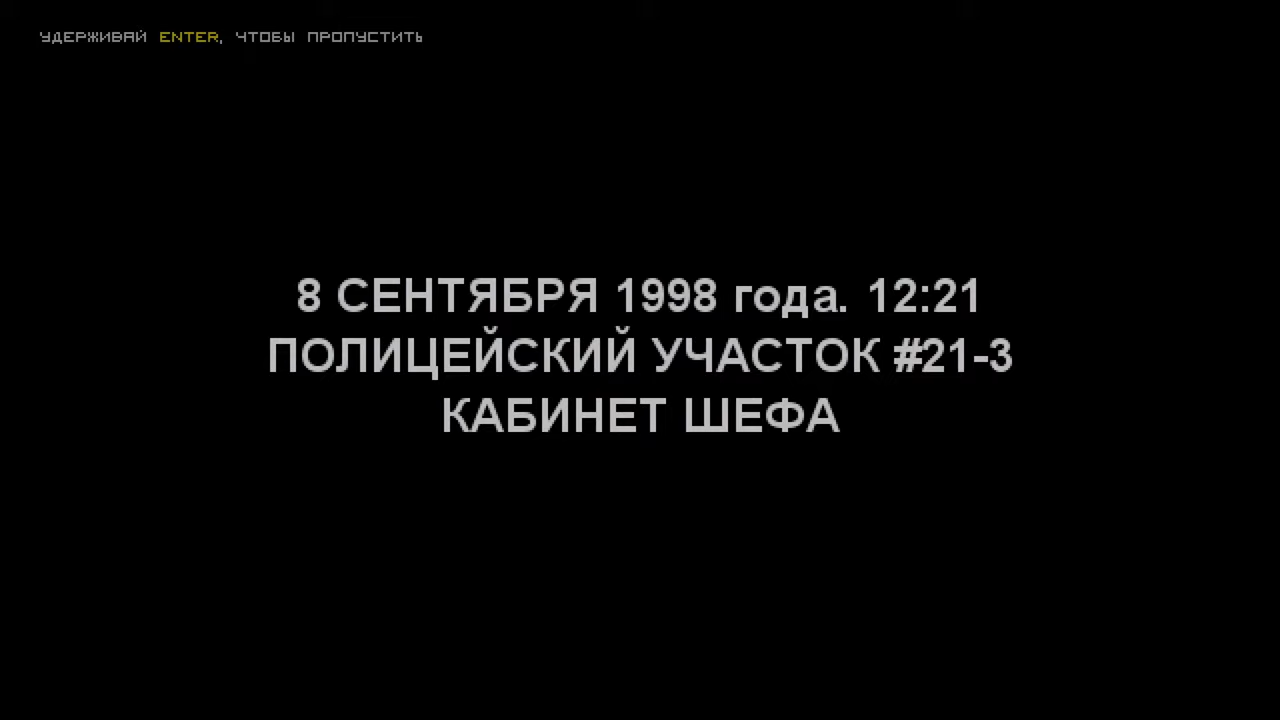 УДЕРЖИВАЙ ENTER, ЧТОБЫ ПРОПУСТИТЬ
8 СЕНТЯБРЯ 1998 года. 12:21
ПОЛИЦЕЙСКИЙ УЧАСТОК #21-3
КАБИНЕТ ШЕФА